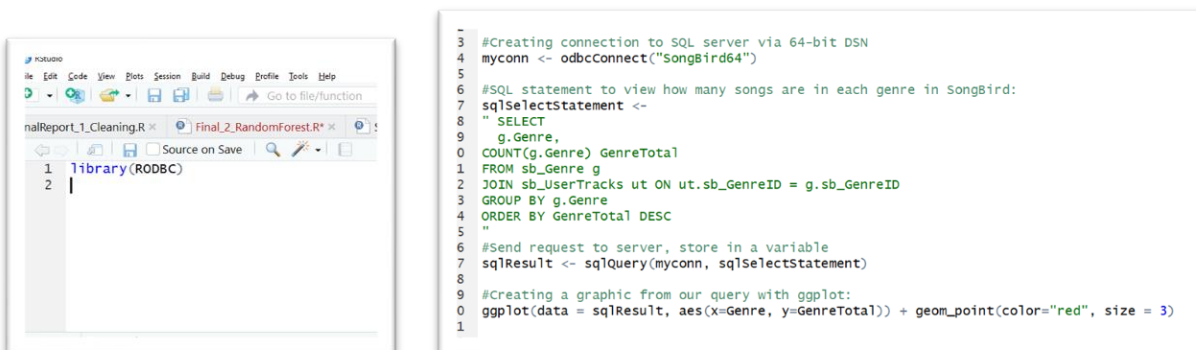 RStudio
ile Edit Code View Plots Session Build Debug Profile Tools Help
Go to file/function
nalReport_1_Cleaning.R × Final_2_RandomForest.R* ×
Source on Save
1 library(RODBC)
2
3 #Creating connection to SQL server via 64-bit DSN
4 myconn <- odbcConnect("SongBird64")
5
6 #SQL statement to view how many songs are in each genre in SongBird:
7 sqlSelectStatement <-
8 " SELECT
9 g.Genre,
0 COUNT(g.Genre) GenreTotal
1 FROM sb_Genre g
2 JOIN sb_UserTracks ut ON ut.sb_GenreID = g.sb_GenreID
3 GROUP BY g.Genre
4 ORDER BY GenreTotal DESC
5 "
6 #Send request to server, store in a variable
7 sqlResult <- sqlQuery(myconn, sqlSelectStatement)
8
9 #Creating a graphic from our query with ggplot:
0 ggplot(data = sqlResult, aes(x=Genre, y=GenreTotal)) + geom_point(color="red", size = 3)
1